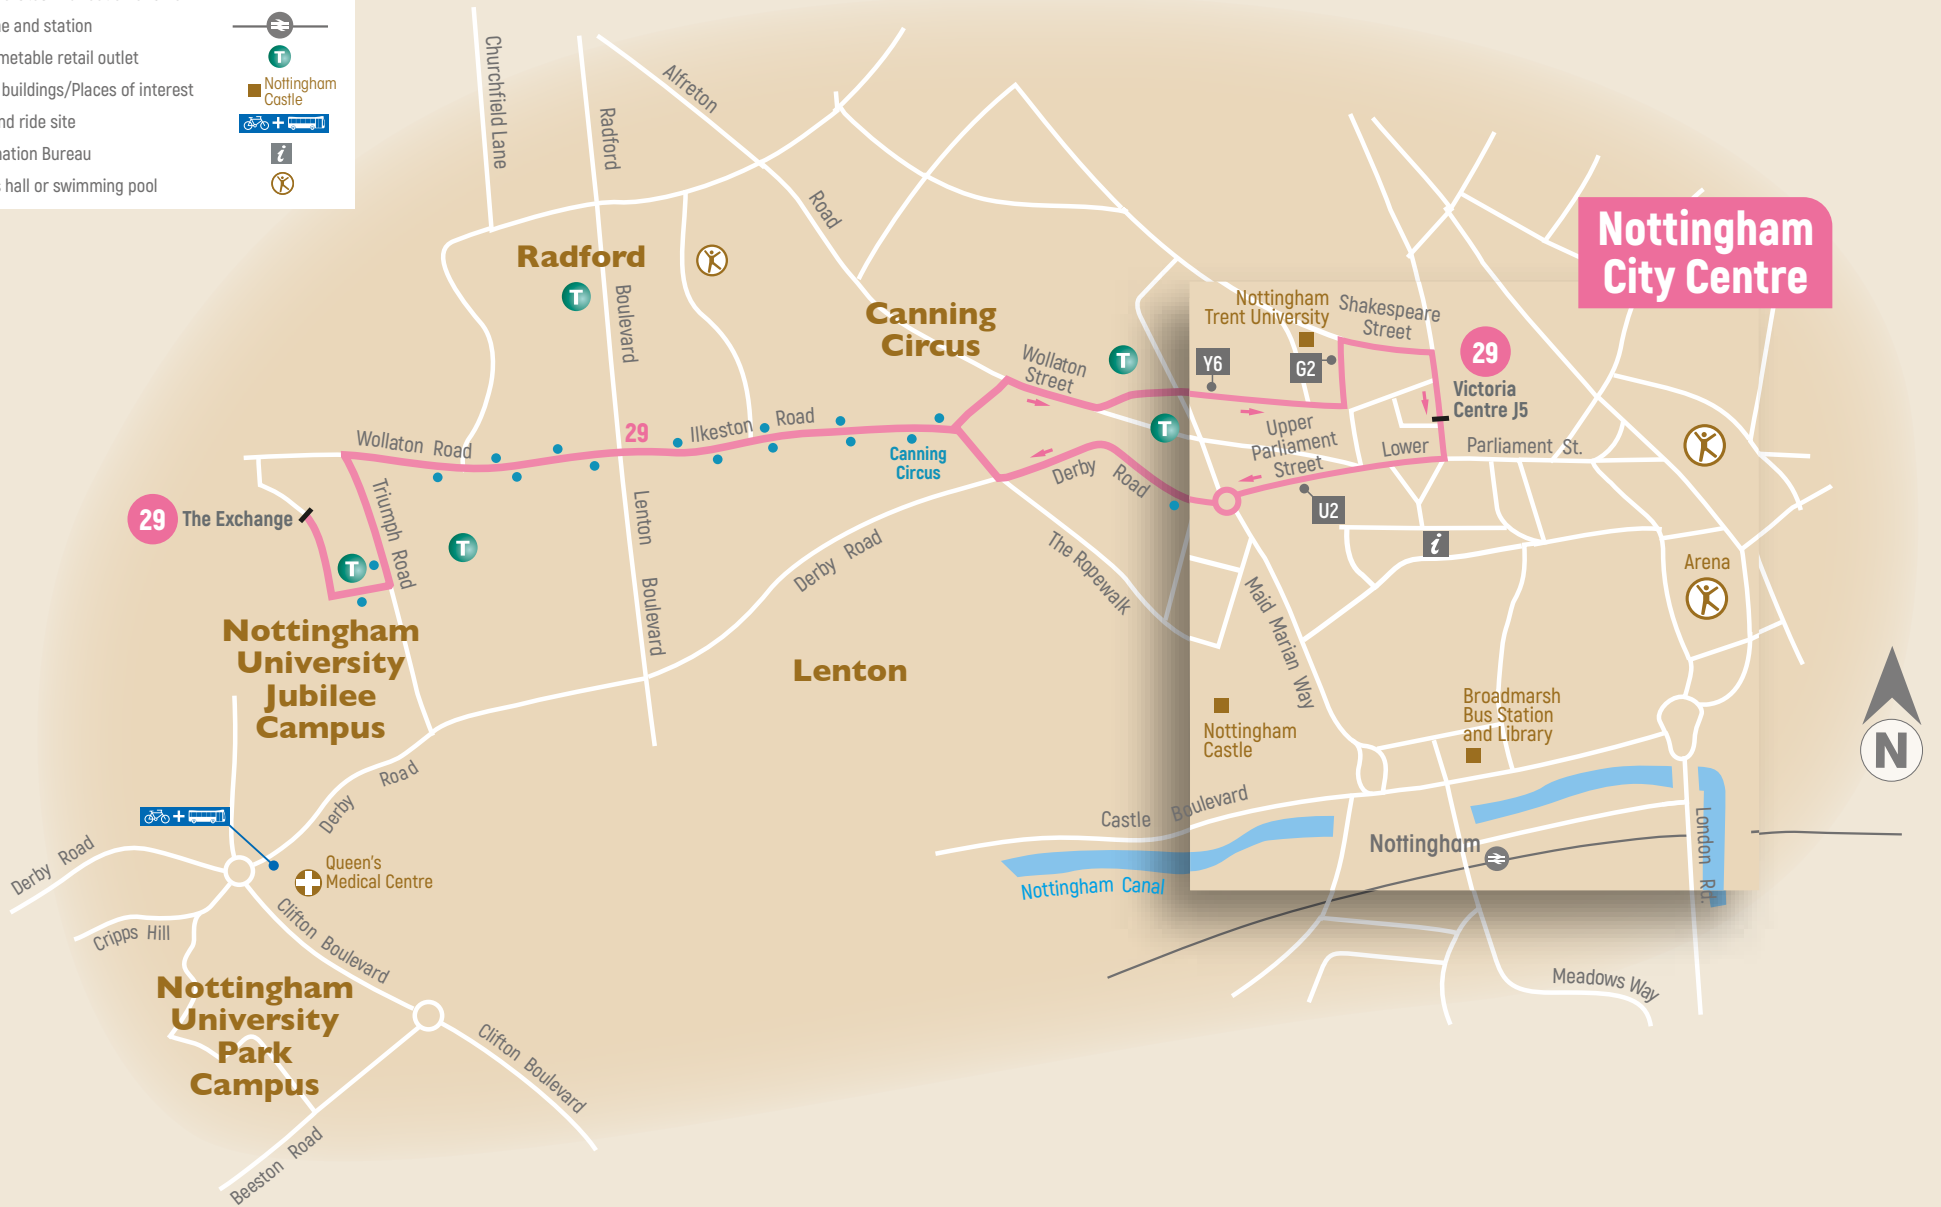 and station
retail outlet
T
buildings/Places of interest
Nottingham
Castle
ride site
+
Bureau
i
hall or swimming pool
Churchfield Lane
Radford
Boulevard
Alfreton
Road
Nottingham
City Centre
Radford
T
Canning
Circus
Nottingham
Trent University
Shakespeare
Street
29
Victoria
Centre J5
Wollaton
Street
T
Y6
G2
Upper
Parliament
Street
Lower
Parliament St.
Wollaton Road
29
Ilkeston Road
Canning
Circus
T
Derby Road
U2
i
29
The Exchange
Triumph Road
T
T
Lenton
Boulevard
Derby Road
The Ropewalk
Maid Marian Way
Arena
Nottingham
University
Jubilee
Campus
Lenton
Nottingham
Castle
Broadmarsh
Bus Station
and Library
N
Derby Road
+
Castle Boulevard
Nottingham
London Rd.
Derby Road
Queen's
Medical Centre
Nottingham Canal
Cripps Hill
Clifton Boulevard
Meadows Way
Nottingham
University
Park
Campus
Clifton Boulevard
Beeston Road